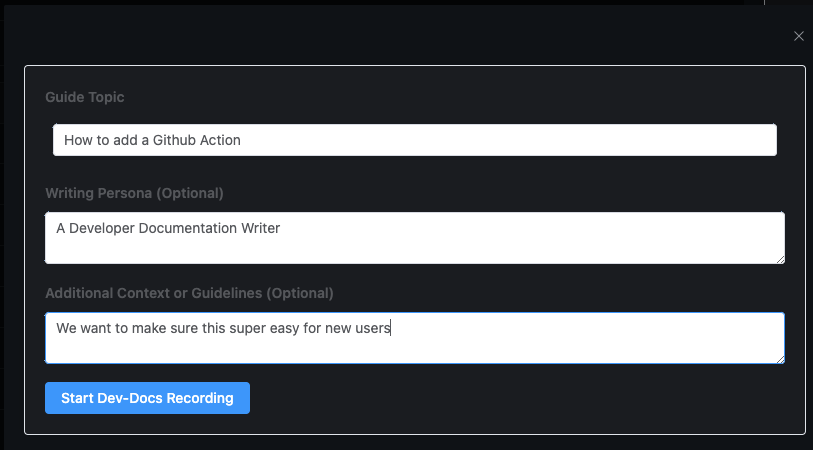 Guide Topic
How to add a Github Action
Writing Persona (Optional)
A Developer Documentation Writer
Additional Context or Guidelines (Optional)
We want to make sure this super easy for new users
Start Dev-Docs Recording